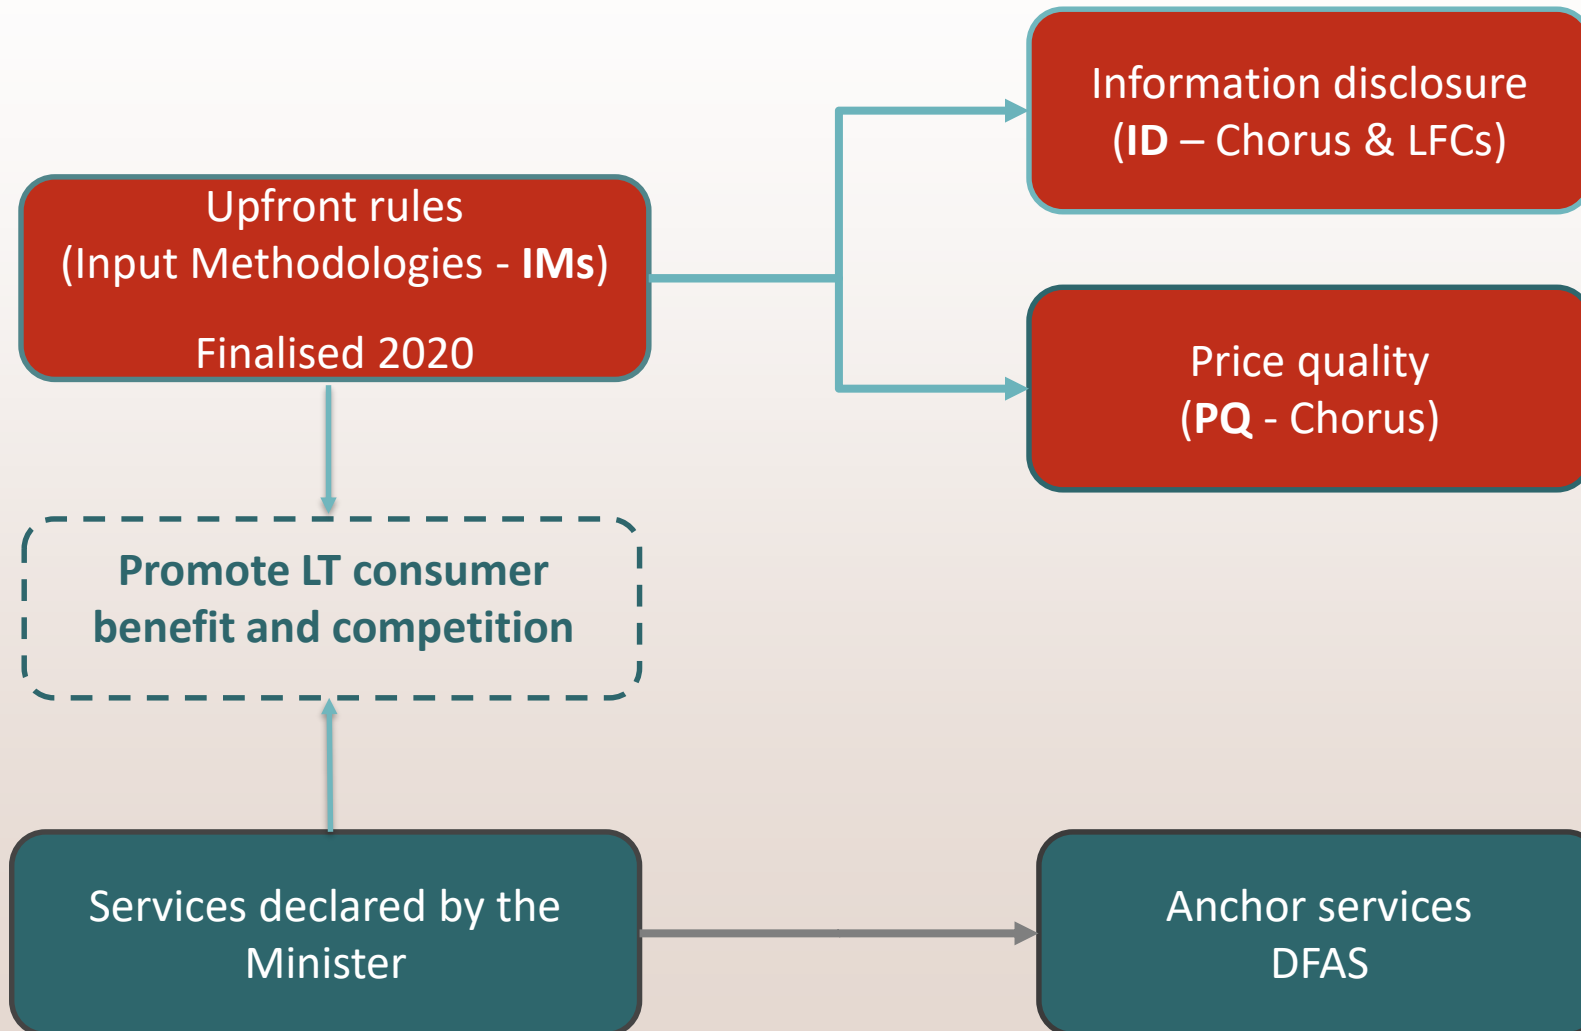 Upfront rules
(Input Methodologies - IMs)
Finalised 2020
Information disclosure
(ID – Chorus & LFCs)
Price quality
(PQ - Chorus)
Promote LT consumer
benefit and competition
Services declared by the
Minister
Anchor services
DFAS